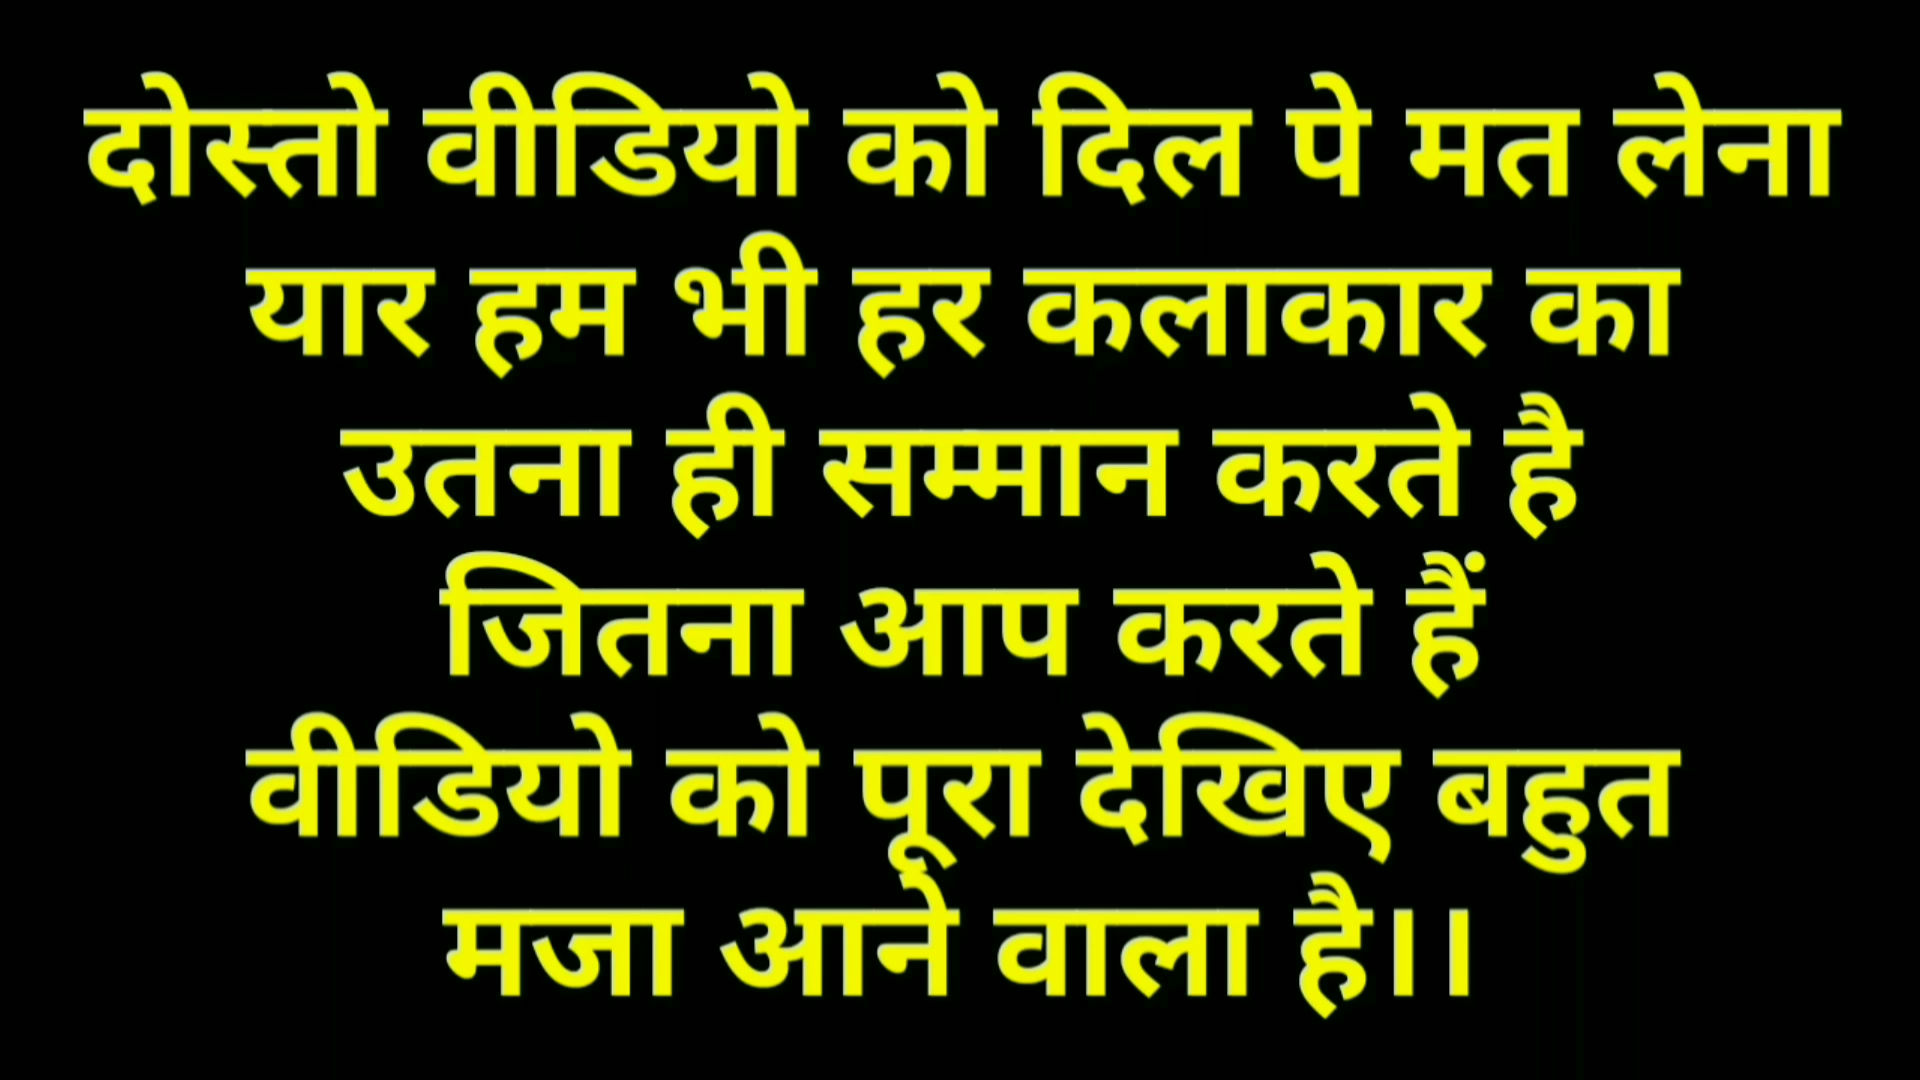 दोस्तो वीडियो को दिल पे मत लेना
यार हम भी हर कलाकार का
उतना ही सम्मान करते है
जितना आप करते हैं
वीडियो को पूरा देखिए बहुत
मजा आने वाला है।।